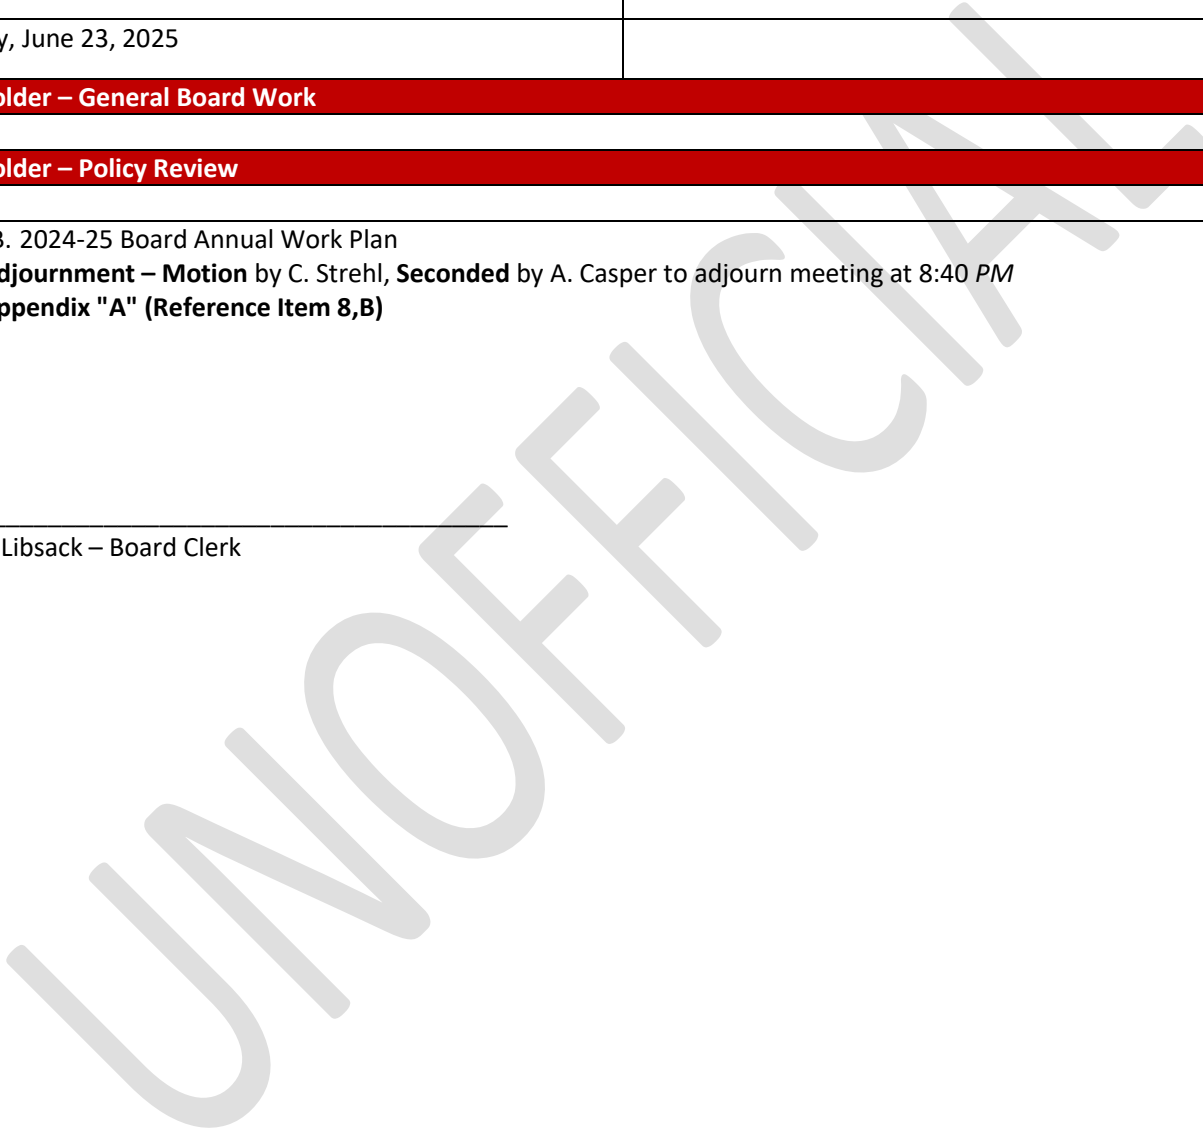 y, June 23, 2025
older – General Board Work
older – Policy Review
B. 2024-25 Board Annual Work Plan
djournment – Motion by C. Strehl, Seconded by A. Casper to adjourn meeting at 8:40 PM
ppendix "A" (Reference Item 8,B)
Libsack – Board Clerk
UNOFFICIAL